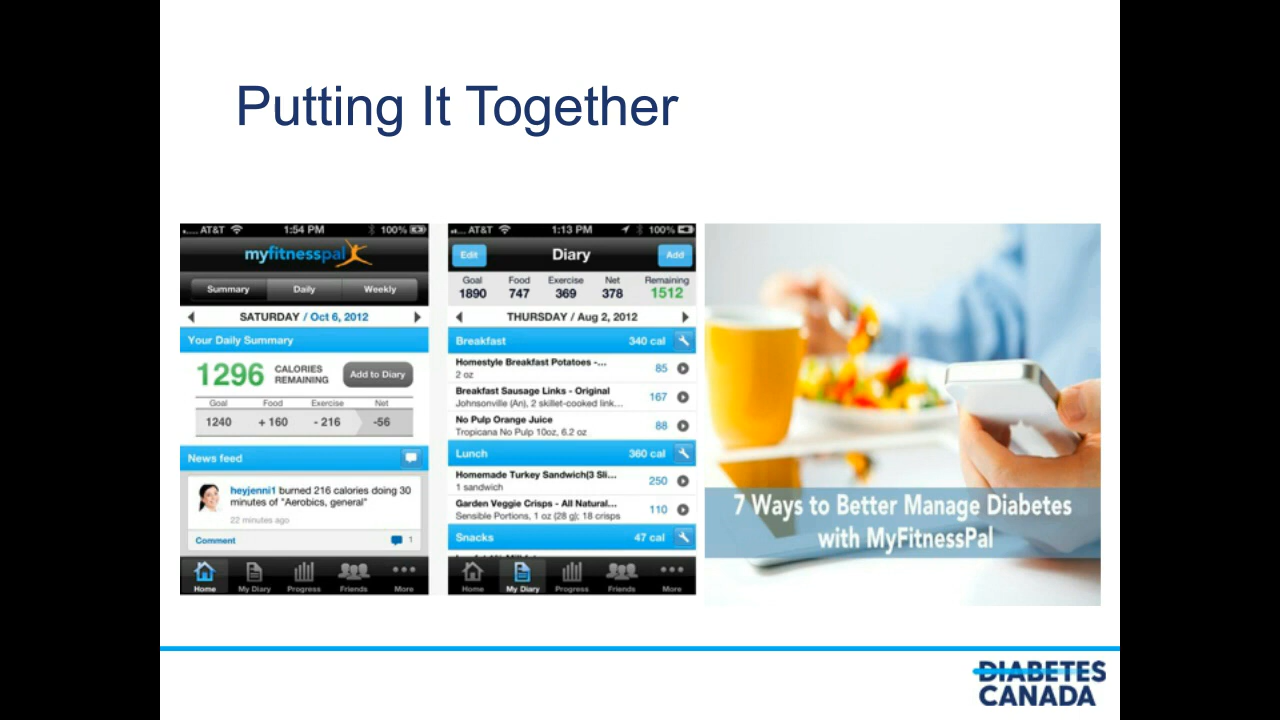 Putting It Together
AT&T 1:54 PM 100%
myfitnesspal
Summary Daily Weekly
SATURDAY / Oct 6, 2012
Your Daily Summary
1296 CALORIES REMAINING Add to Diary
Goal Food Exercise Net
1240 + 160 - 216 -56
News feed
heyjenni1 burned 216 calories doing 30
minutes of "Aerobics, general"
22 minutes ago
Comment 1
Home My Diary Progress Friends More
AT&T 1:13 PM 100%
Edit Diary Add
Goal Food Exercise Net Remaining
1890 747 369 378 1512
THURSDAY / Aug 2, 2012
Breakfast 340 cal
Homestyle Breakfast Potatoes -...
2 oz 85
Breakfast Sausage Links - Original
Johnsonville (An), 2 skillet-cooked link... 167
No Pulp Orange Juice
Tropicana No Pulp 10oz, 6.2 oz 88
Lunch 360 cal
Homemade Turkey Sandwich(3 Sli...
1 sandwich 250
Garden Veggie Crisps - All Natural...
Sensible Portions, 1 oz (28 g); 18 crisps 110
Snacks 47 cal
Home My Diary Progress Friends More
7 Ways to Better Manage Diabetes
with MyFitnessPal
DIABETES
CANADA